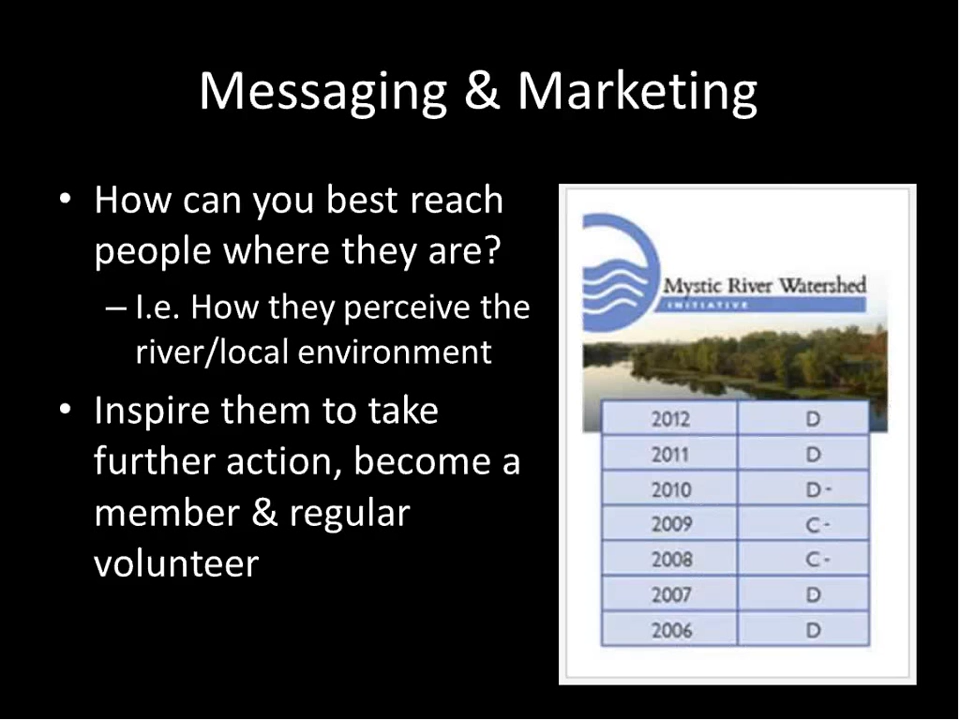 Messaging & Marketing
• How can you best reach
people where they are?
– I.e. How they perceive the
river/local environment
• Inspire them to take
further action, become a
member & regular
volunteer
Mystic River Watershed
INITIATIVE
2012 D
2011 D
2010 D-
2009 C-
2008 C-
2007 D
2006 D